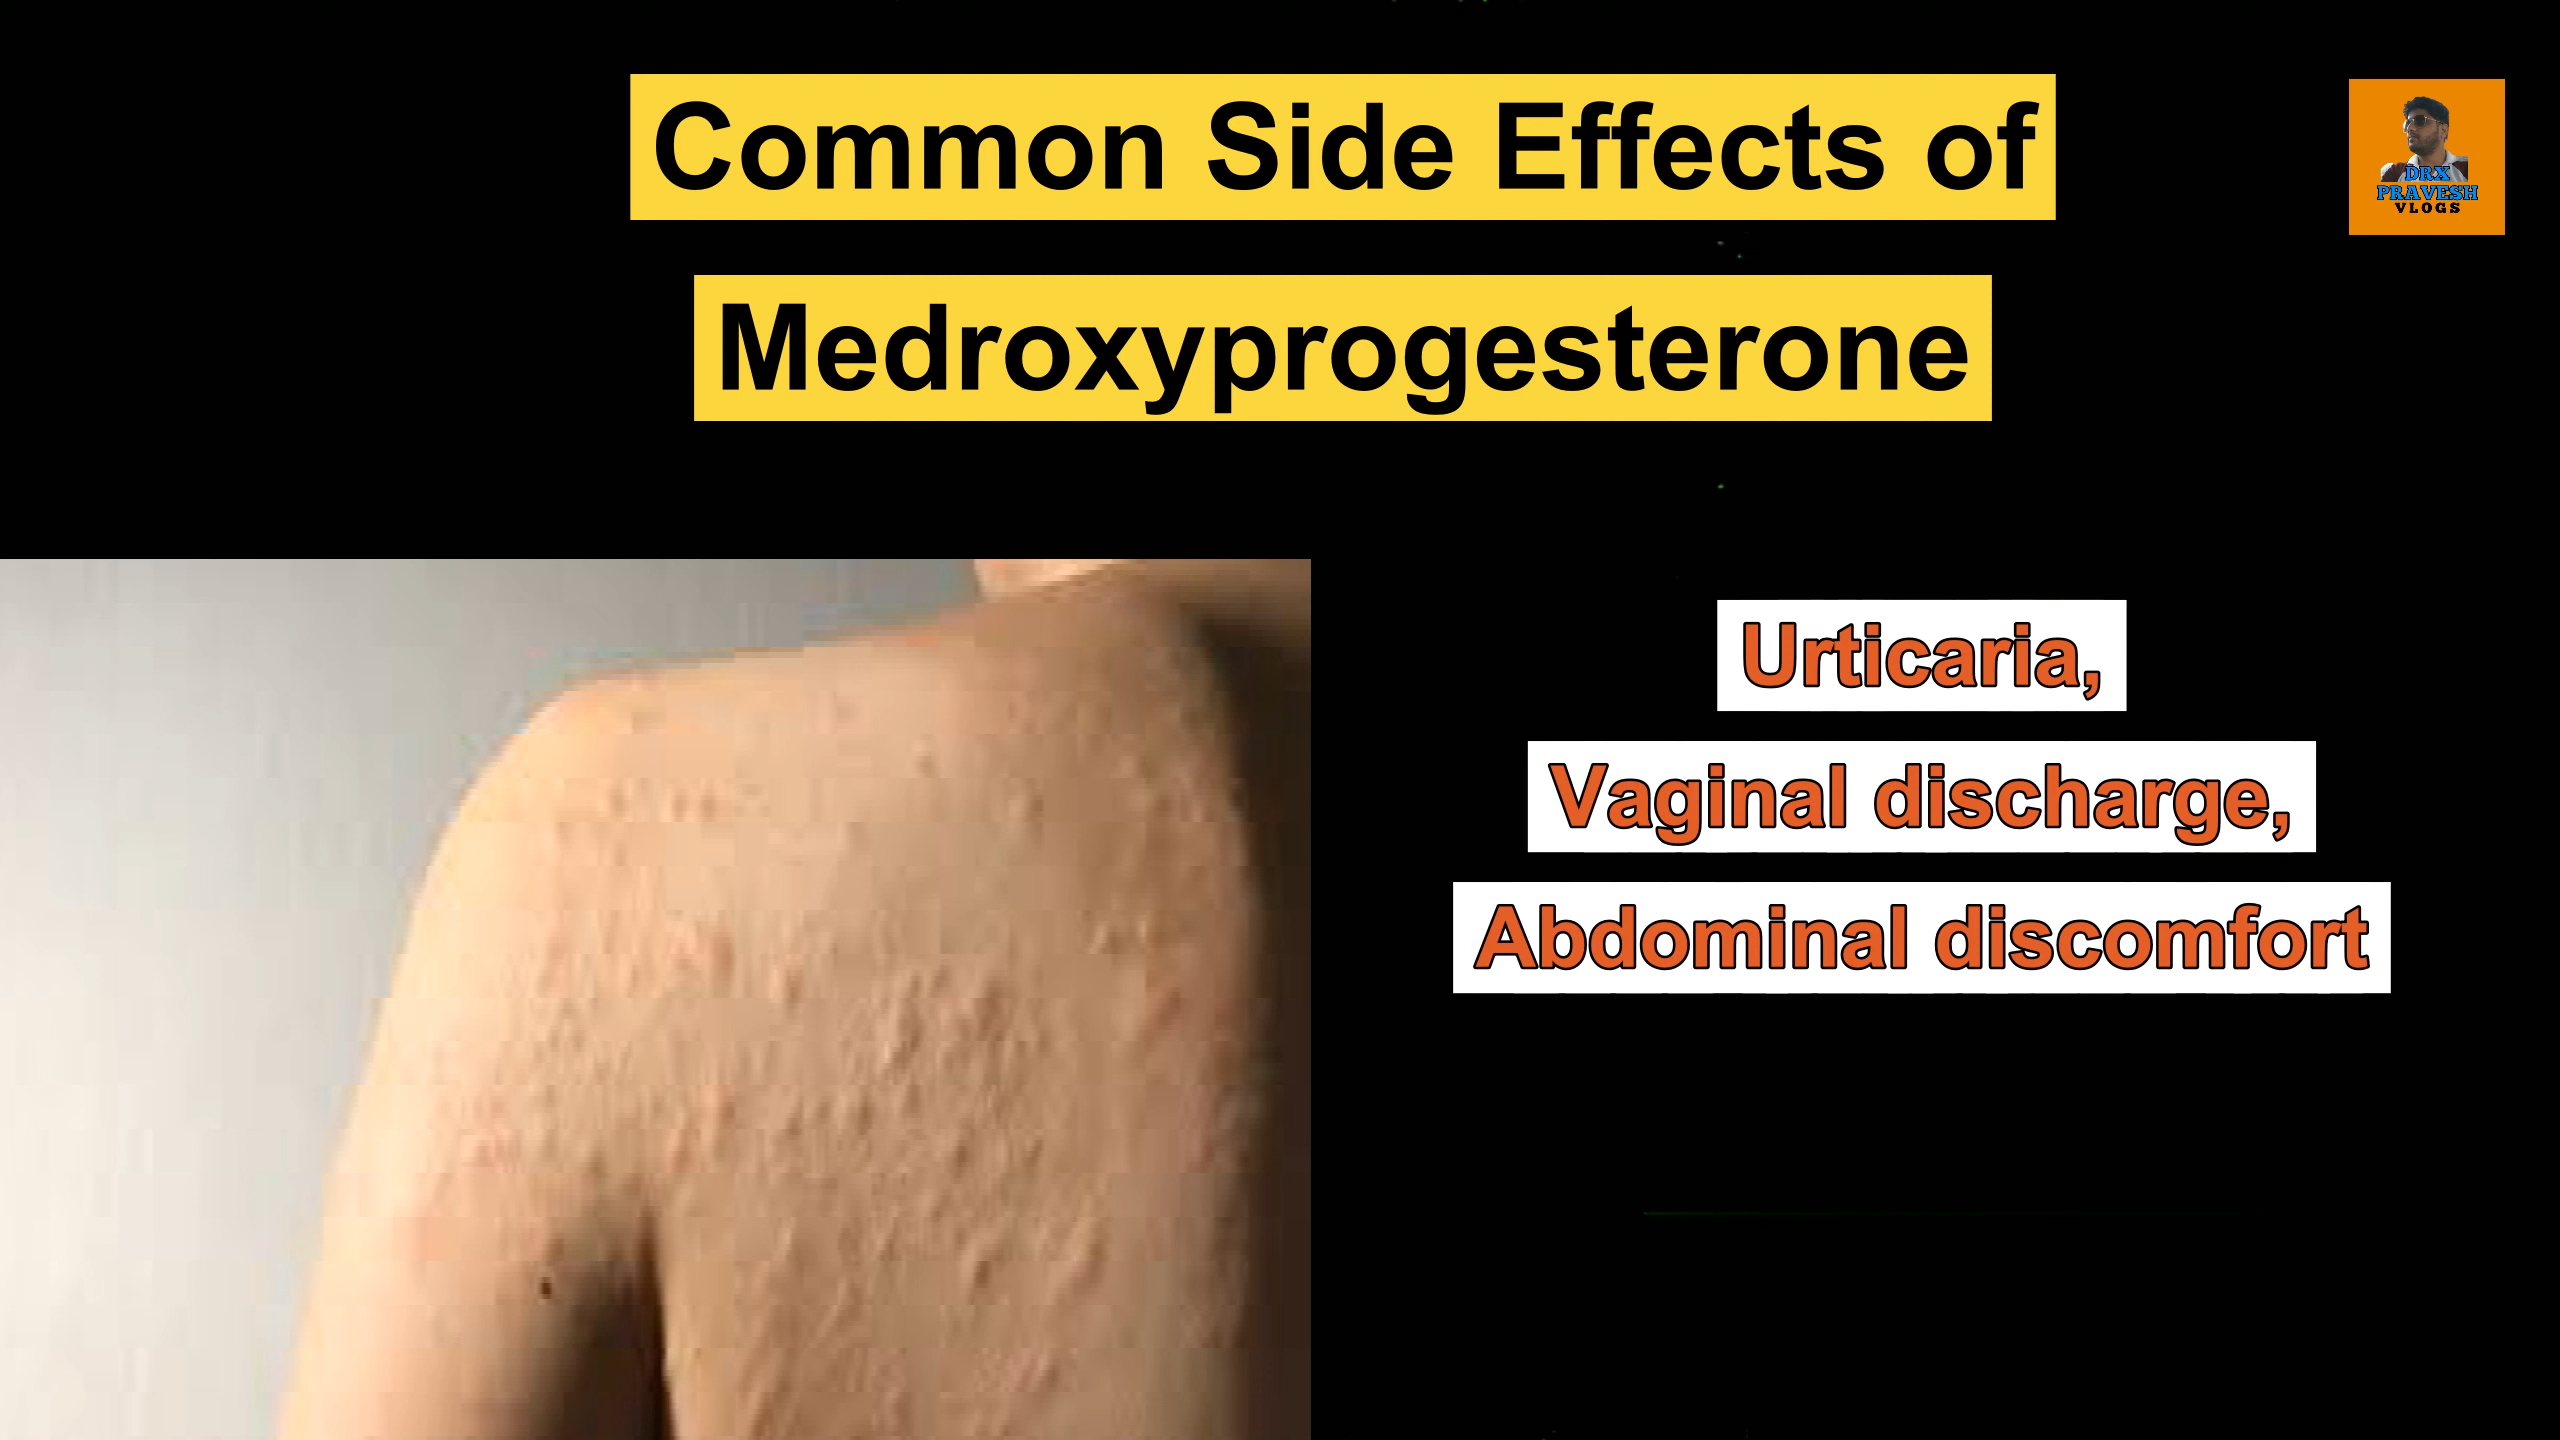 Common Side Effects of
Medroxyprogesterone
DRX
PRAVESH
VLOGS
Urticaria,
Vaginal discharge,
Abdominal discomfort